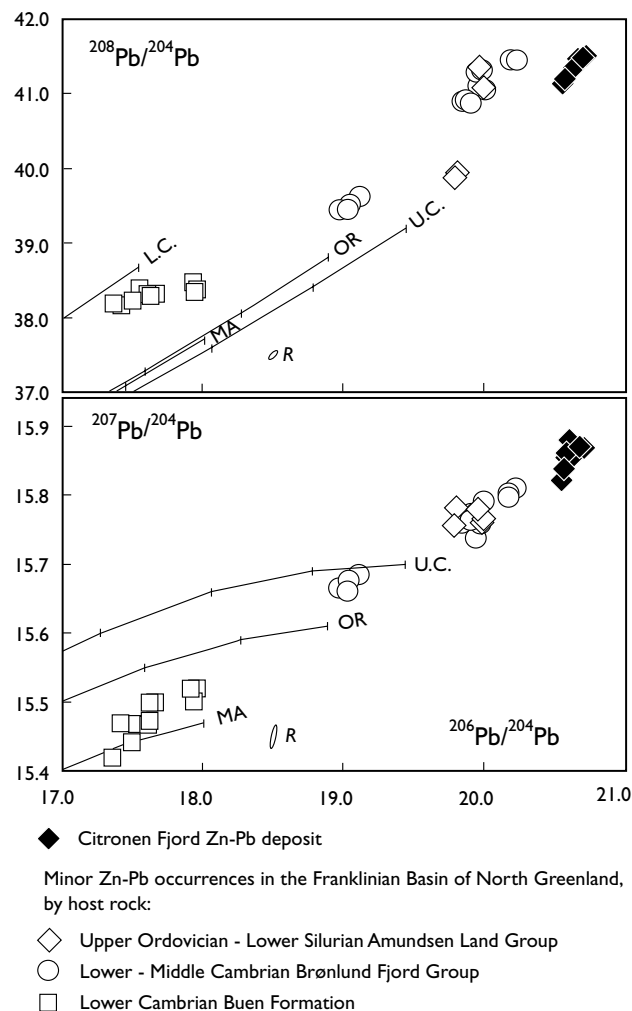 42.0
208Pb/204Pb
41.0
40.0
39.0
38.0
37.0
L.C.
OR
U.C.
MA
R
15.9
207Pb/204Pb
15.8
15.7
15.6
15.5
15.4
U.C.
OR
MA
R
206Pb/204Pb
17.0 18.0 19.0 20.0 21.0
Citronen Fjord Zn-Pb deposit
Minor Zn-Pb occurrences in the Franklinian Basin of North Greenland,
by host rock:
Upper Ordovician - Lower Silurian Amundsen Land Group
Lower - Middle Cambrian Brønlund Fjord Group
Lower Cambrian Buen Formation